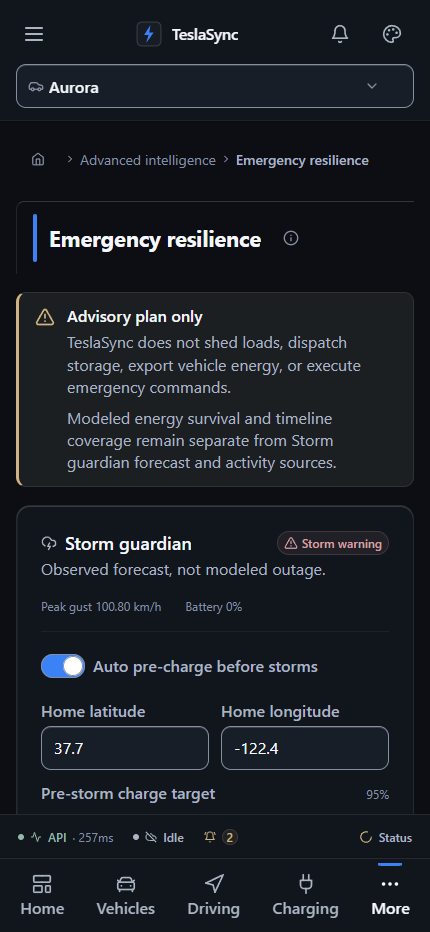 TeslaSync
Aurora
Advanced intelligence
Emergency resilience
Emergency resilience
Advisory plan only
TeslaSync does not shed loads, dispatch
storage, export vehicle energy, or execute
emergency commands.
Modeled energy survival and timeline
coverage remain separate from Storm
guardian forecast and activity sources.
Storm guardian
Storm warning
Observed forecast, not modeled outage.
Peak gust 100.80 km/h
Battery 0%
Auto pre-charge before storms
Home latitude
Home longitude
37.7
-122.4
Pre-storm charge target
95%
API · 257ms
Idle
2
Status
Home
Vehicles
Driving
Charging
More